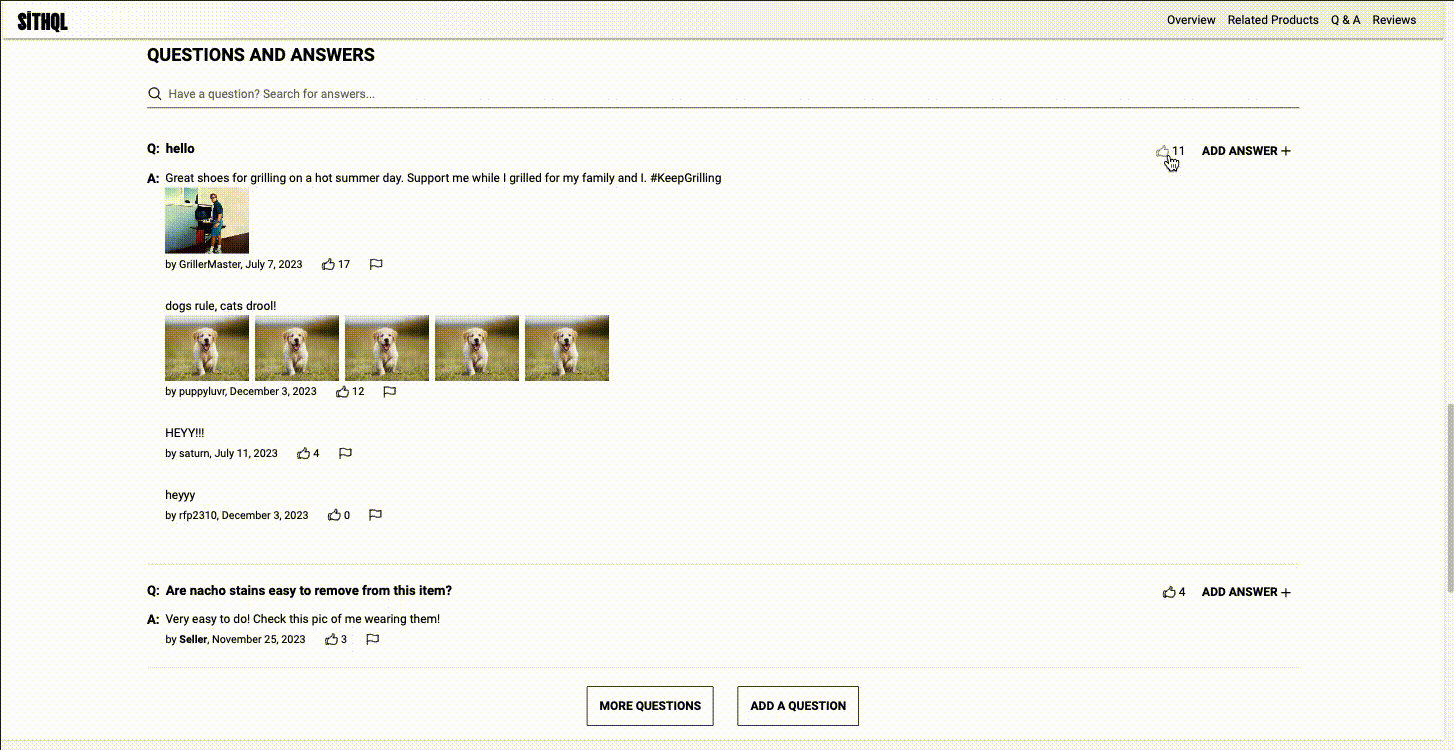 SİTHQL
Overview Related Products Q & A Reviews
QUESTIONS AND ANSWERS
Have a question? Search for answers...
Q: hello
11 ADD ANSWER +
A: Great shoes for grilling on a hot summer day. Support me while I grilled for my family and I. #KeepGrilling
by GrillerMaster, July 7, 2023 17
dogs rule, cats drool!
by puppyluvr, December 3, 2023 12
HEYY!!!
by saturn, July 11, 2023 4
heyyy
by rfp2310, December 3, 2023 0
Q: Are nacho stains easy to remove from this item?
4 ADD ANSWER +
A: Very easy to do! Check this pic of me wearing them!
by Seller, November 25, 2023 3
MORE QUESTIONS ADD A QUESTION